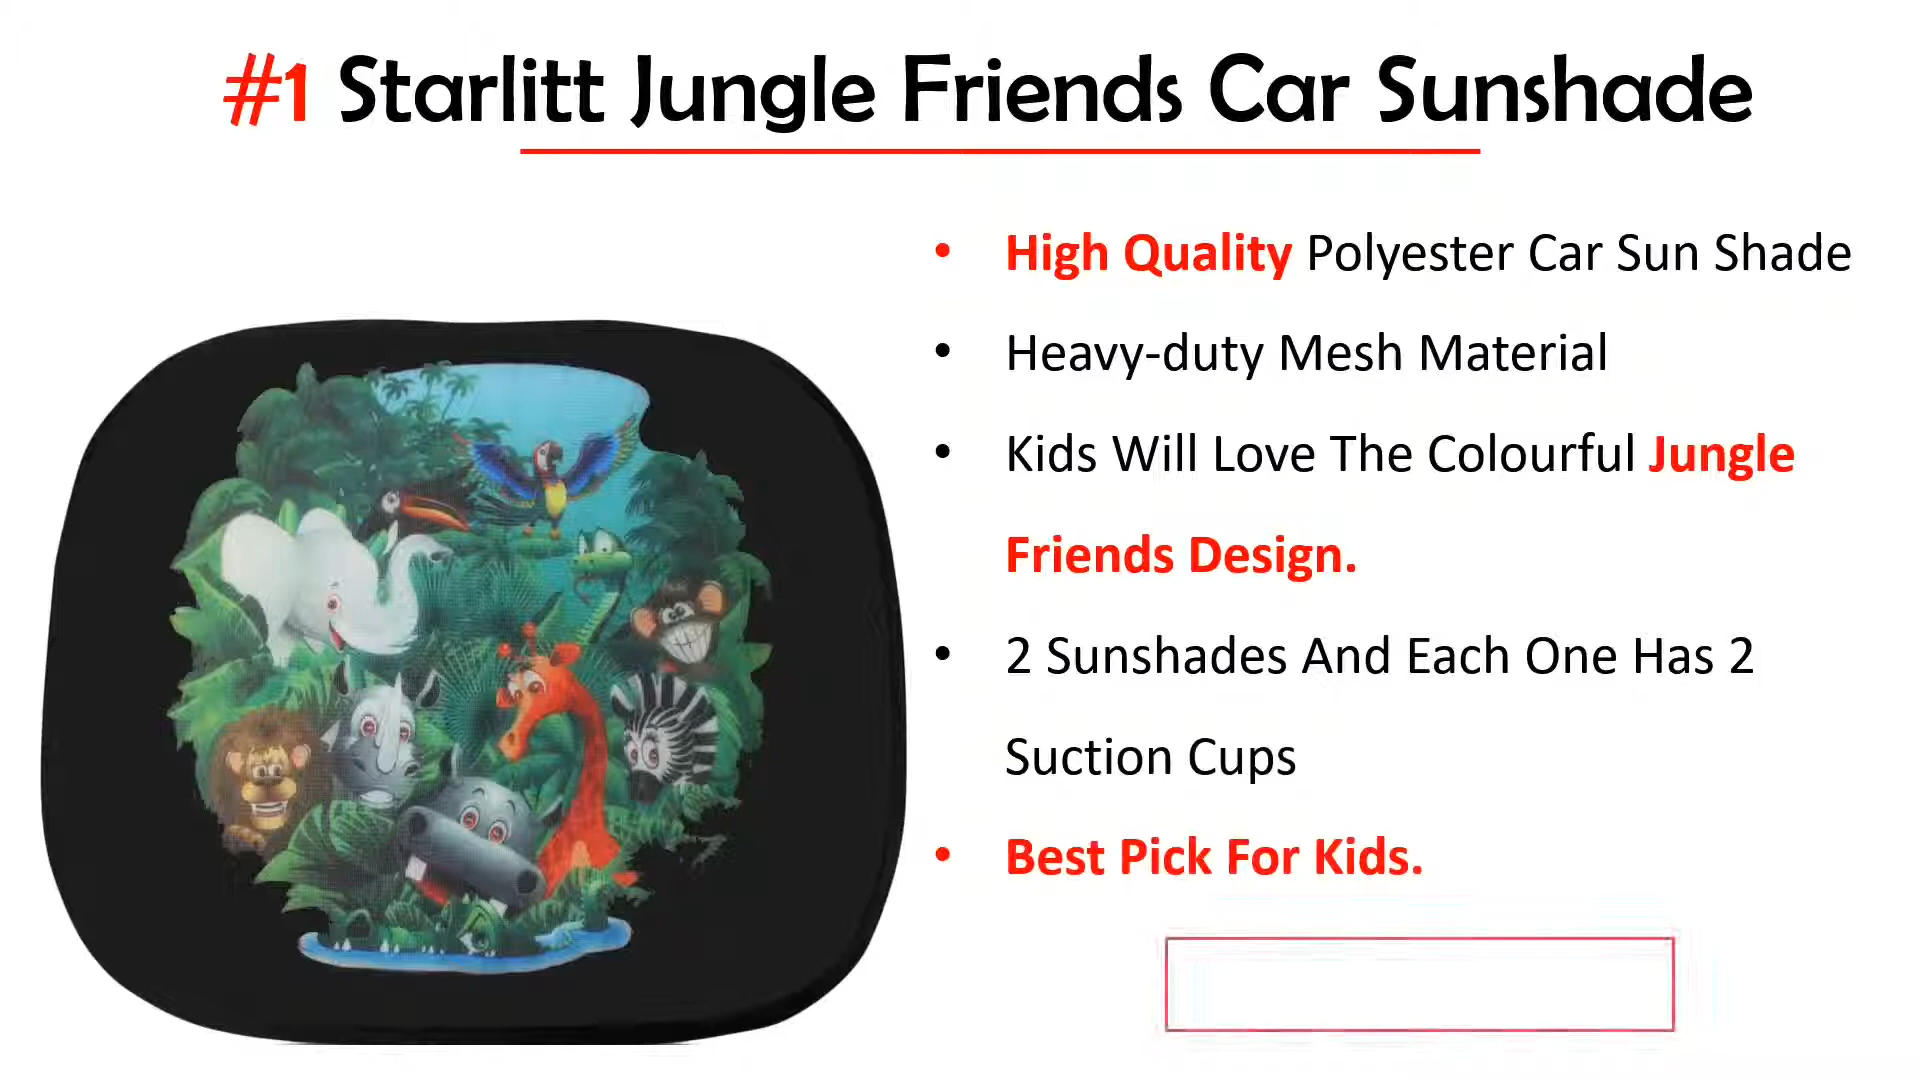 #1 Starlitt Jungle Friends Car Sunshade
• High Quality Polyester Car Sun Shade
• Heavy-duty Mesh Material
• Kids Will Love The Colourful Jungle
Friends Design.
• 2 Sunshades And Each One Has 2
Suction Cups
• Best Pick For Kids.